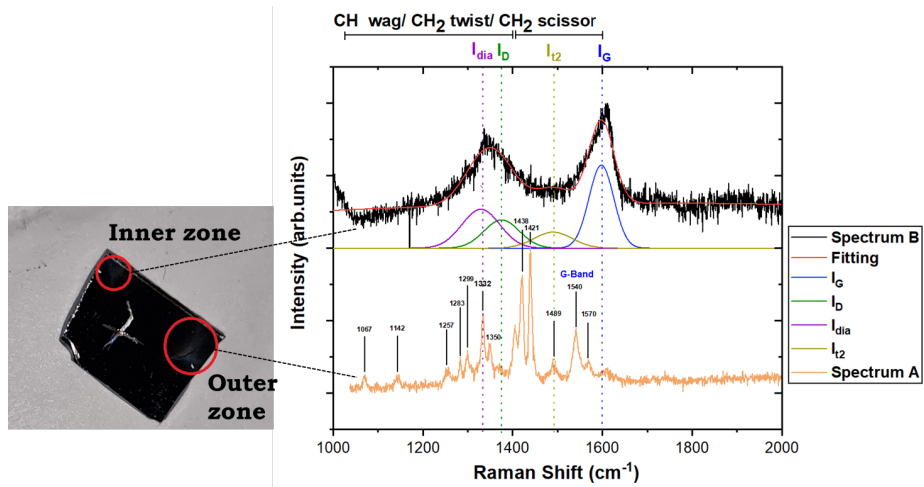 CH wag/ CH2 twist/ CH2 scissor
Idia ID It2 IG
Inner zone
Outer
zone
Intensity (arb.units)
1067
1142
1257
1283
1299
1332
1350
1438
1421
1489
G-Band
1540
1570
1000 1200 1400 1600 1800 2000
Raman Shift (cm-1)
Spectrum B
Fitting
IG
ID
Idia
It2
Spectrum A